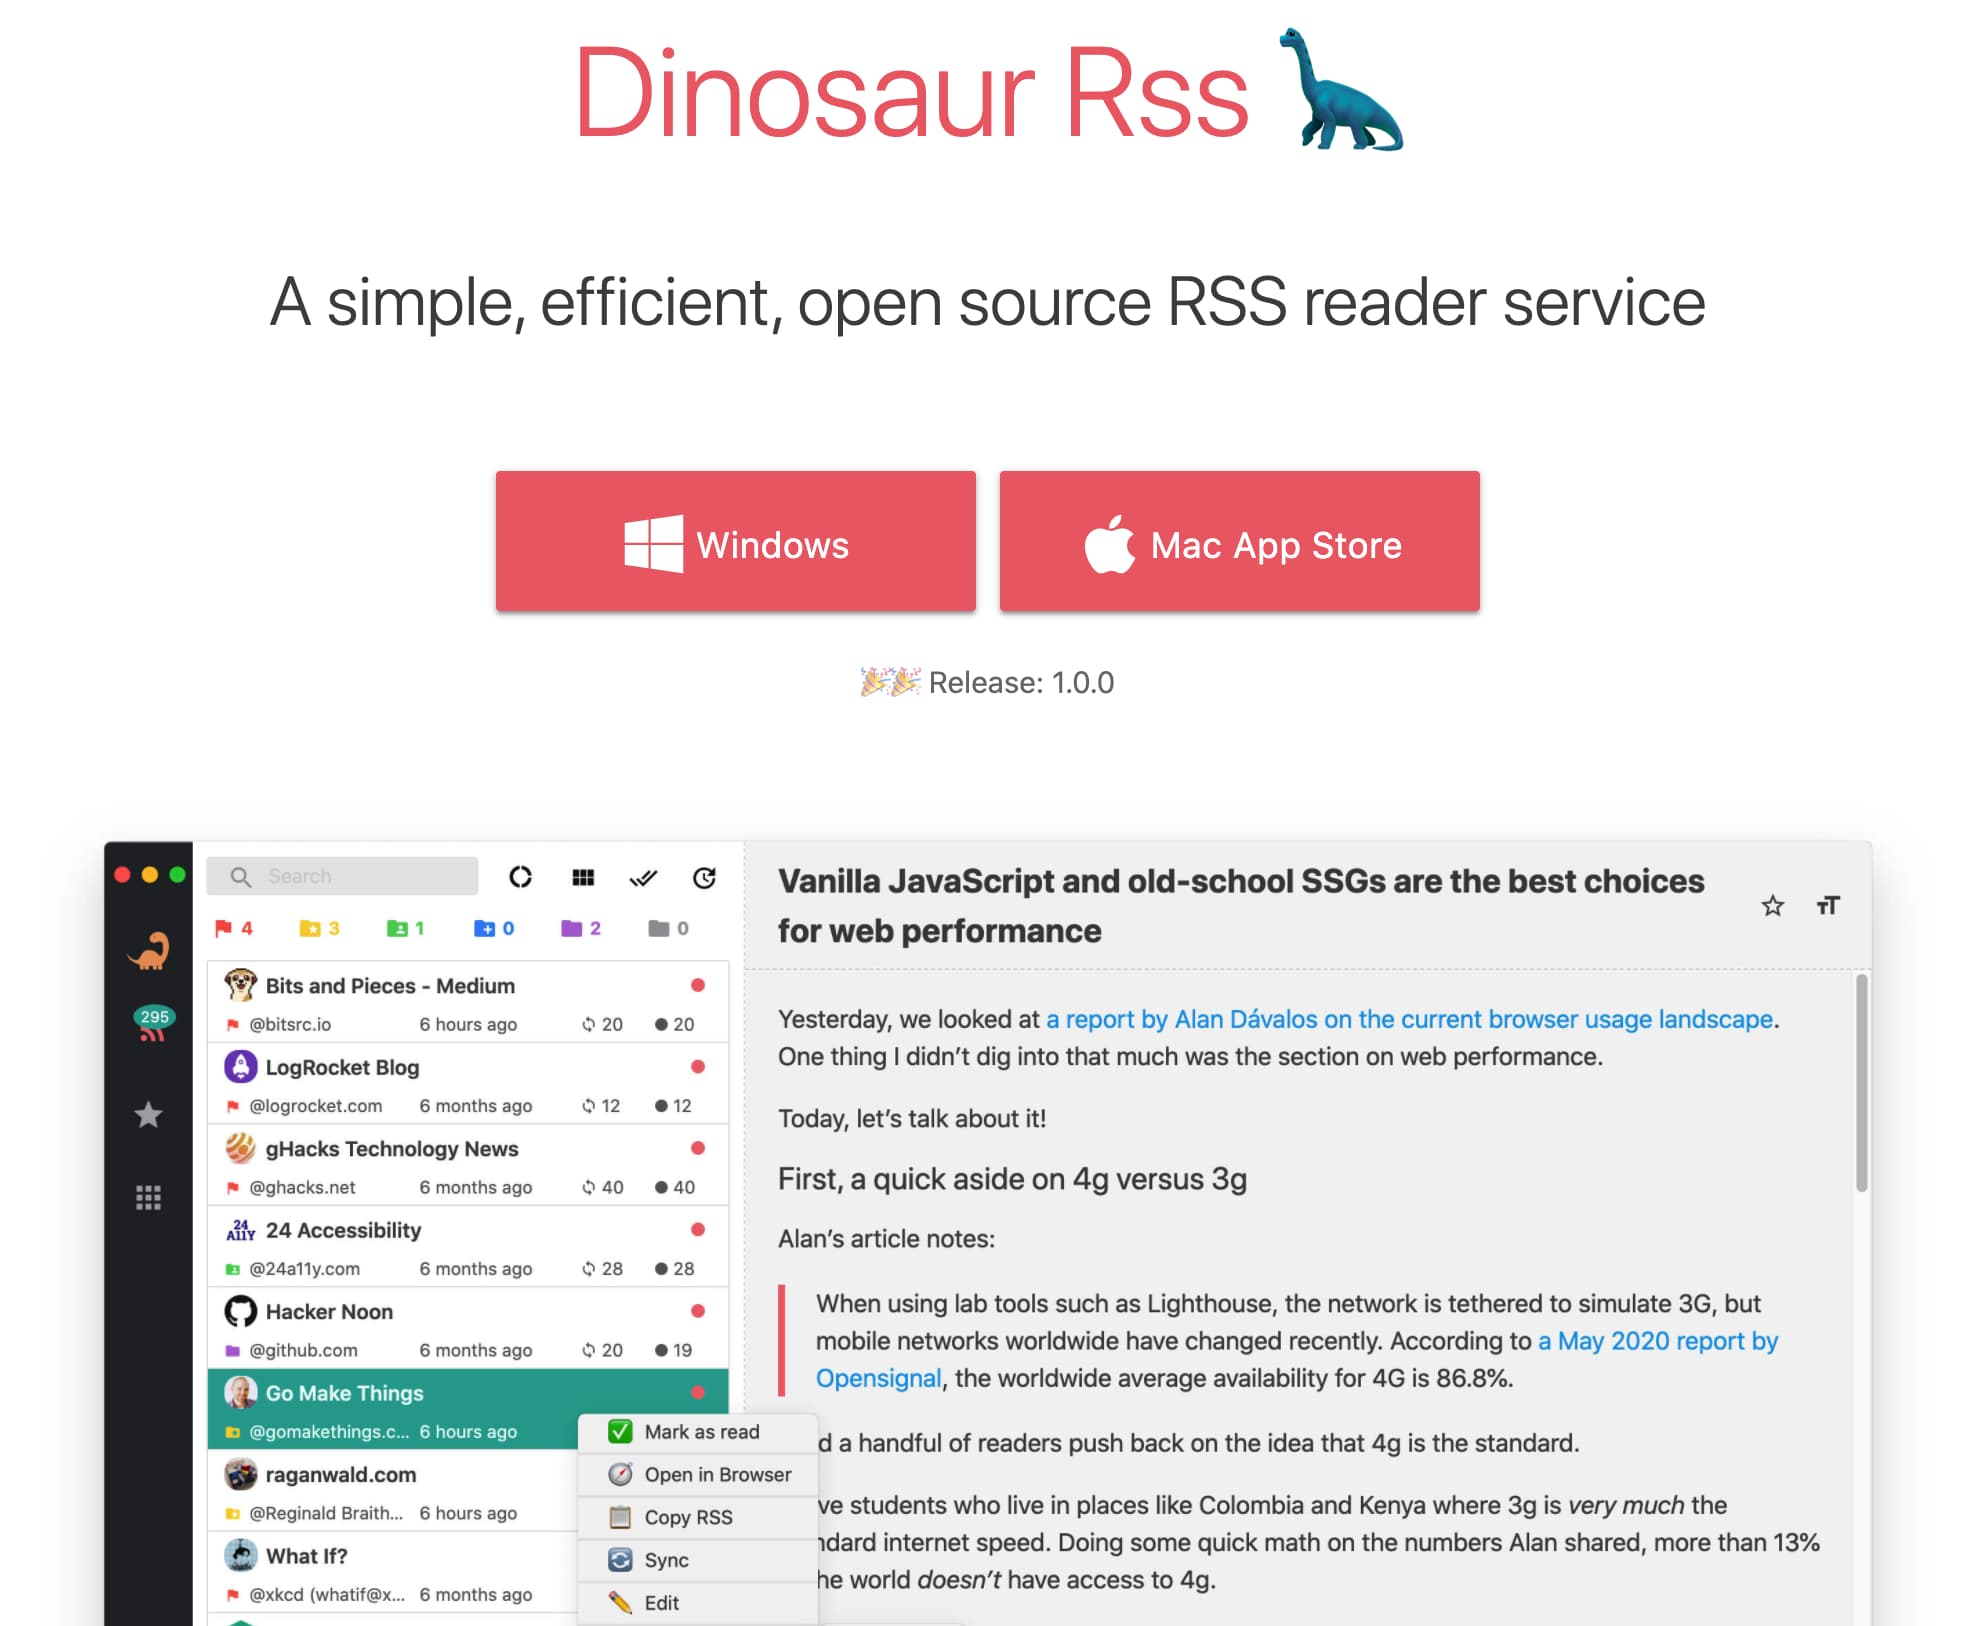 Dinosaur Rss
A simple, efficient, open source RSS reader service
Windows
Mac App Store
Release: 1.0.0
295
Search
4 3 1 0 2 0
Bits and Pieces - Medium
@bitsrc.io 6 hours ago 20 20
LogRocket Blog
@logrocket.com 6 months ago 12 12
gHacks Technology News
@ghacks.net 6 months ago 40 40
24 A11Y 24 Accessibility
@24a11y.com 6 months ago 28 28
Hacker Noon
@github.com 6 months ago 20 19
Go Make Things
@gomakethings.c... 6 hours ago
raganwald.com
@Reginald Braith... 6 hours ago
What If?
@xkcd (whatif@x... 6 months ago
Mark as read
Open in Browser
Copy RSS
Sync
Edit
Vanilla JavaScript and old-school SSGs are the best choices
for web performance
Yesterday, we looked at a report by Alan Dávalos on the current browser usage landscape.
One thing I didn’t dig into that much was the section on web performance.
Today, let’s talk about it!
First, a quick aside on 4g versus 3g
Alan’s article notes:
When using lab tools such as Lighthouse, the network is tethered to simulate 3G, but
mobile networks worldwide have changed recently. According to a May 2020 report by
Opensignal, the worldwide average availability for 4G is 86.8%.
d a handful of readers push back on the idea that 4g is the standard.
ve students who live in places like Colombia and Kenya where 3g is very much the
ndard internet speed. Doing some quick math on the numbers Alan shared, more than 13%
he world doesn’t have access to 4g.